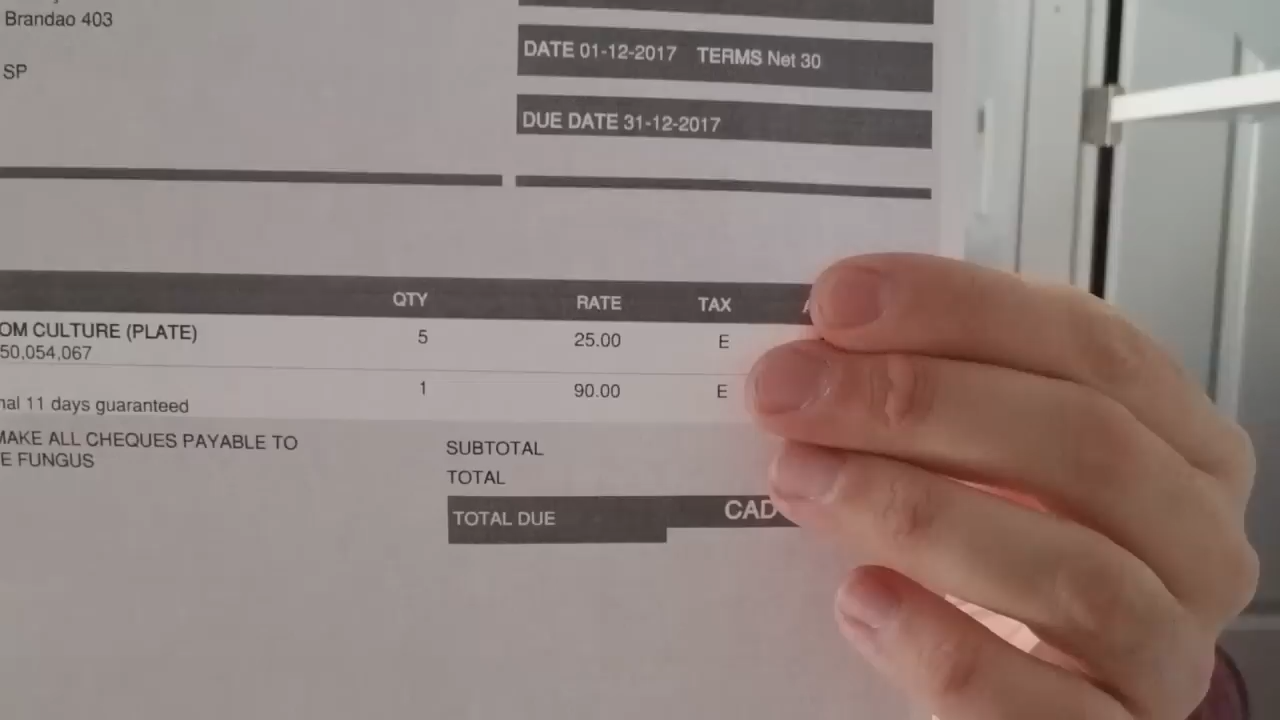 Brandao 403
SP
DATE 01-12-2017 TERMS Net 30
DUE DATE 31-12-2017
QTY RATE TAX
OM CULTURE (PLATE) 5 25.00 E
50,054,067
1 90.00 E
nal 11 days guaranteed
MAKE ALL CHEQUES PAYABLE TO
E FUNGUS
SUBTOTAL
TOTAL
TOTAL DUE CAD